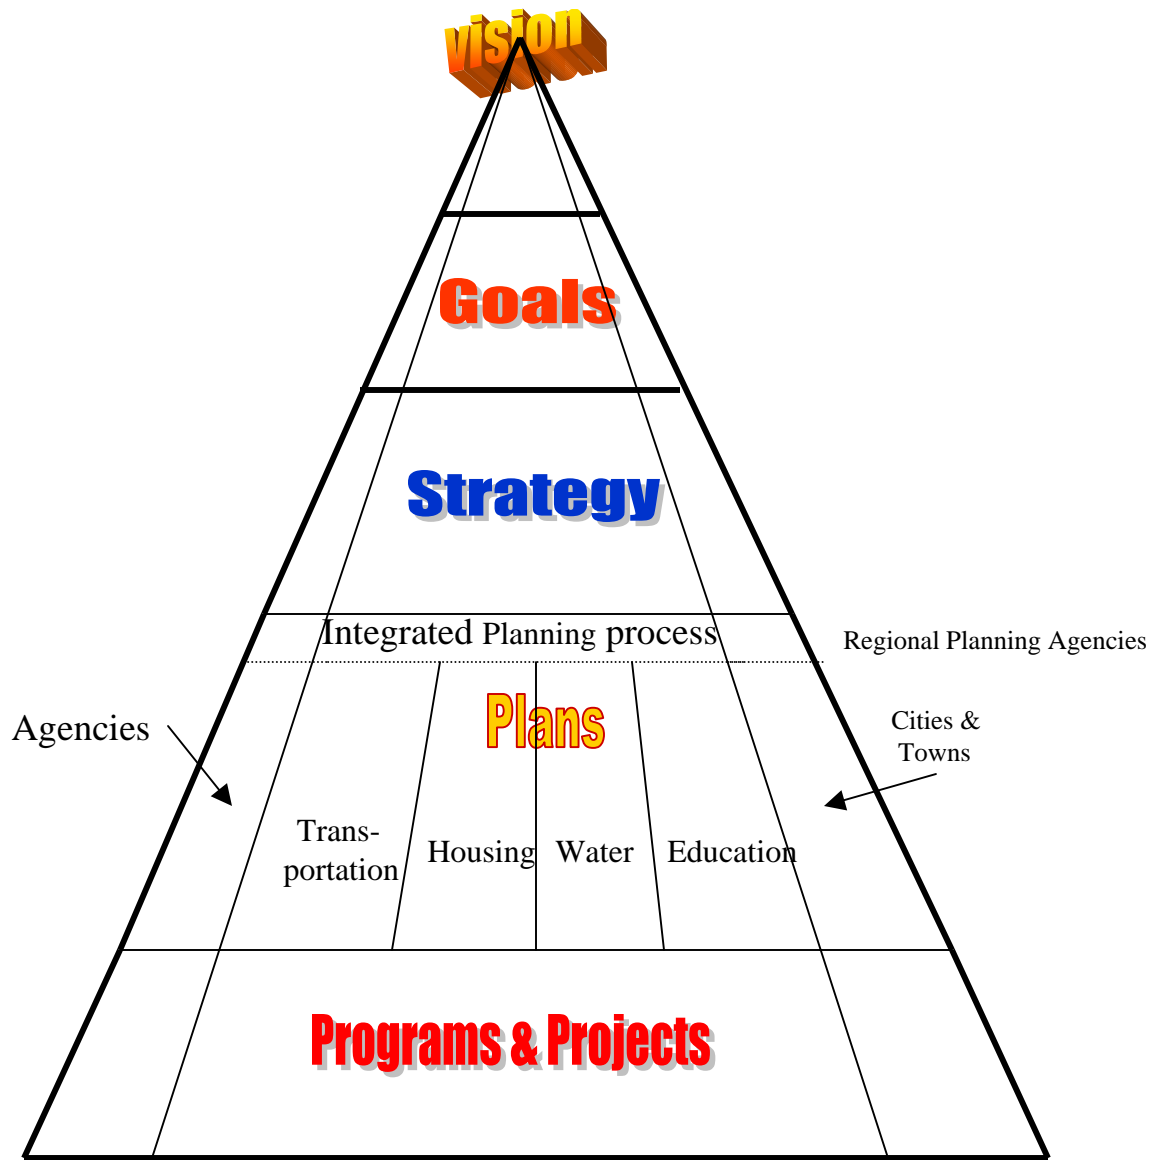 vision
Goals
Strategy
Integrated Planning process
Regional Planning Agencies
Plans
Agencies
Cities &
Towns
Trans-
portation
Housing
Water
Education
Programs & Projects